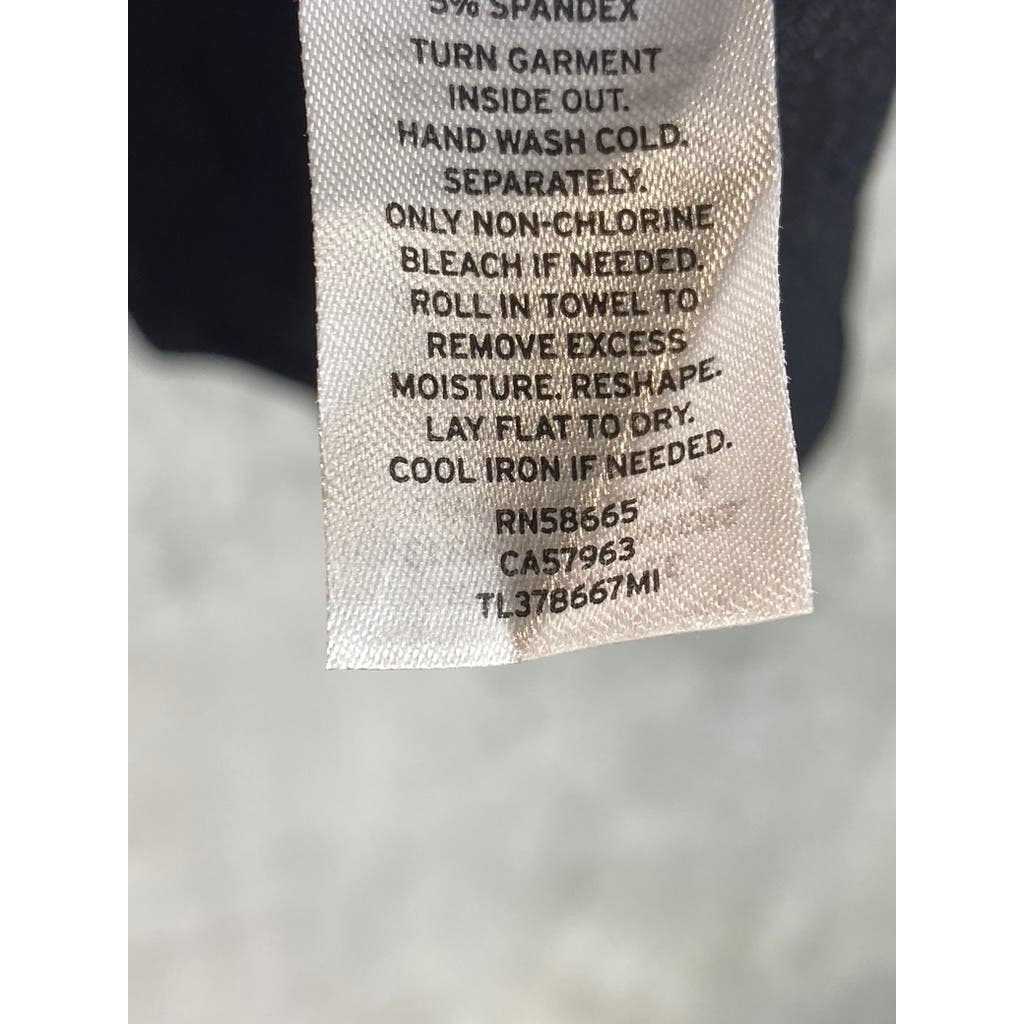 5% SPANDEX
TURN GARMENT
INSIDE OUT.
HAND WASH COLD.
SEPARATELY.
ONLY NON-CHLORINE
BLEACH IF NEEDED.
ROLL IN TOWEL TO
REMOVE EXCESS
MOISTURE. RESHAPE.
LAY FLAT TO DRY.
COOL IRON IF NEEDED.
RN58665
CA57963
TL378667MI